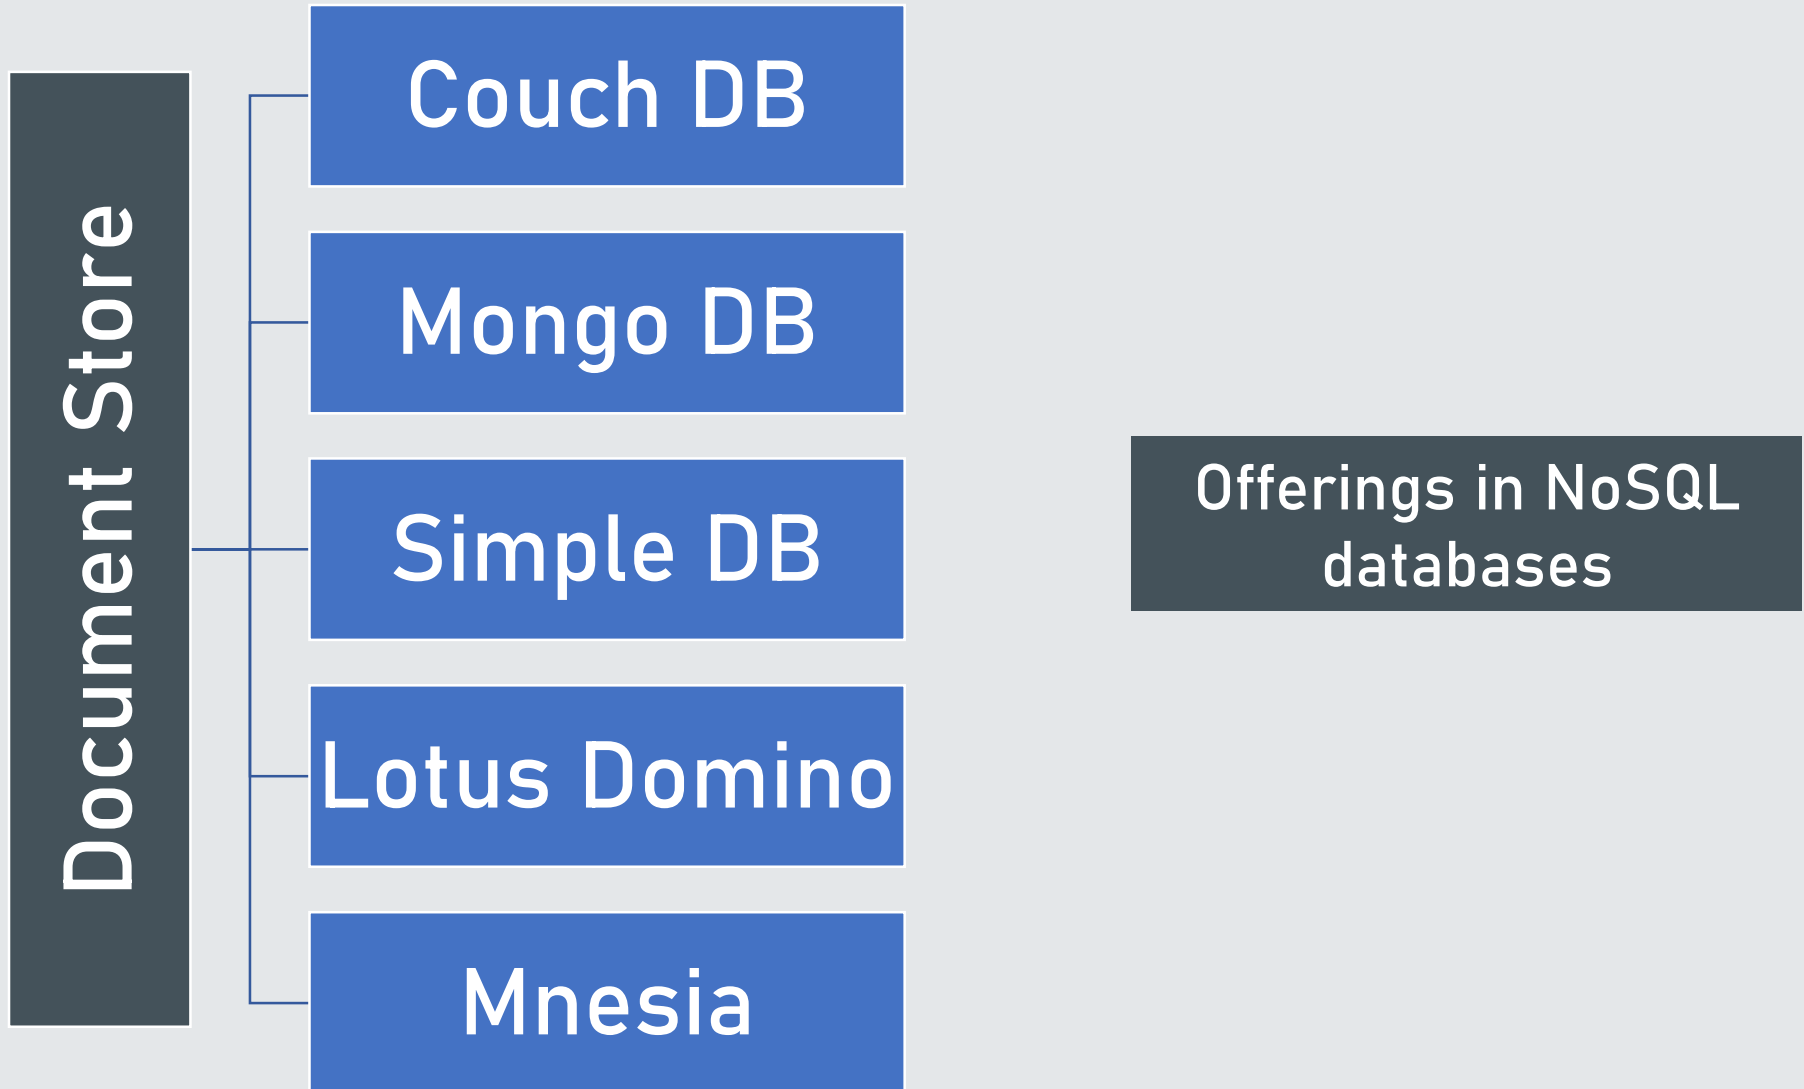 Document Store
Couch DB
Mongo DB
Simple DB
Lotus Domino
Mnesia
Offerings in NoSQL
databases